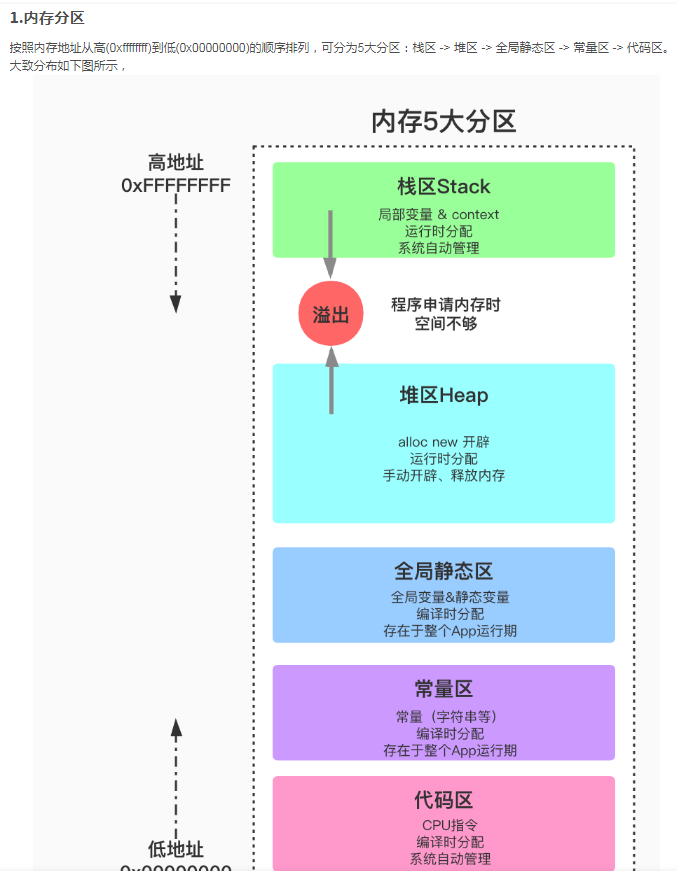 1.内存分区
按照内存地址从高(0xffffffff)到低(0x00000000)的顺序排列，可分为5大分区：栈区 -> 堆区 -> 全局静态区 -> 常量区 -> 代码区。
大致分布如下图所示，
内存5大分区
高地址
0xFFFFFFFF
栈区Stack
局部变量 & context
运行时分配
系统自动管理
溢出
程序申请内存时
空间不够
堆区Heap
alloc new 开辟
运行时分配
手动开辟、释放内存
全局静态区
全局变量&静态变量
编译时分配
存在于整个App运行期
常量区
常量（字符串等）
编译时分配
存在于整个App运行期
代码区
CPU指令
编译时分配
系统自动管理
低地址
0x00000000